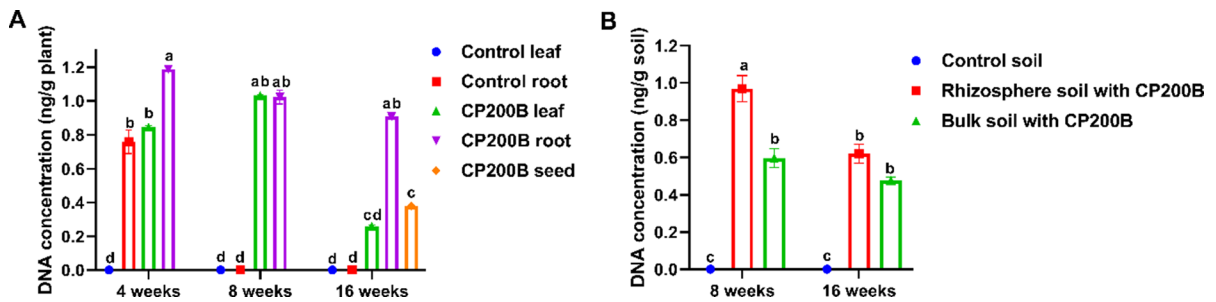 A
DNA concentration (ng/g plant)
1.2
1.0
0.8
0.6
0.4
0.2
0.0
d
b
b
a
d
d
ab
ab
d
d
cd
ab
c
4 weeks
8 weeks
16 weeks
Control leaf
Control root
CP200B leaf
CP200B root
CP200B seed
B
DNA concentration (ng/g soil)
1.2
1.0
0.8
0.6
0.4
0.2
0.0
c
a
b
c
b
b
8 weeks
16 weeks
Control soil
Rhizosphere soil with CP200B
Bulk soil with CP200B